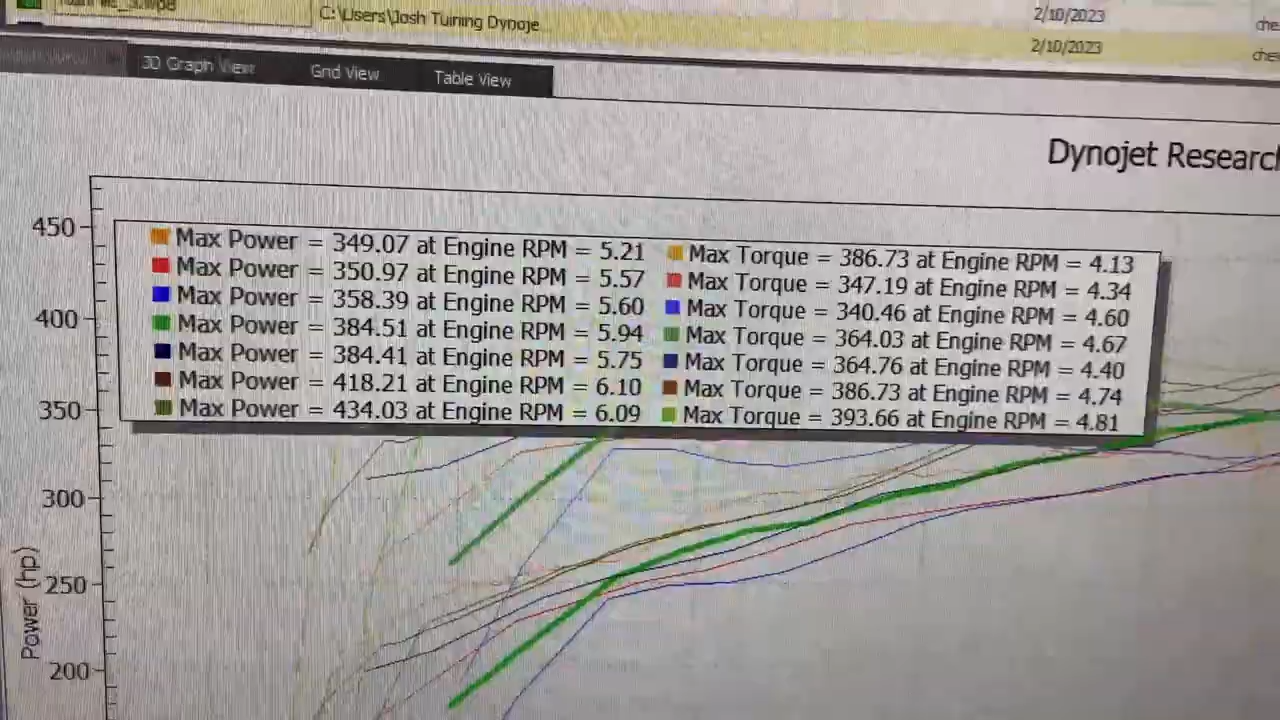 C:\Users\Josh Tuining Dynoje...
2/10/2023
2/10/2023
3D Graph View Grid View Table View
Dynojet Research
450
400
350
300
250
200
Power (hp)
Max Power = 349.07 at Engine RPM = 5.21 Max Torque = 386.73 at Engine RPM = 4.13
Max Power = 350.97 at Engine RPM = 5.57 Max Torque = 347.19 at Engine RPM = 4.34
Max Power = 358.39 at Engine RPM = 5.60 Max Torque = 340.46 at Engine RPM = 4.60
Max Power = 384.51 at Engine RPM = 5.94 Max Torque = 364.03 at Engine RPM = 4.67
Max Power = 384.41 at Engine RPM = 5.75 Max Torque = 364.76 at Engine RPM = 4.40
Max Power = 418.21 at Engine RPM = 6.10 Max Torque = 386.73 at Engine RPM = 4.74
Max Power = 434.03 at Engine RPM = 6.09 Max Torque = 393.66 at Engine RPM = 4.81